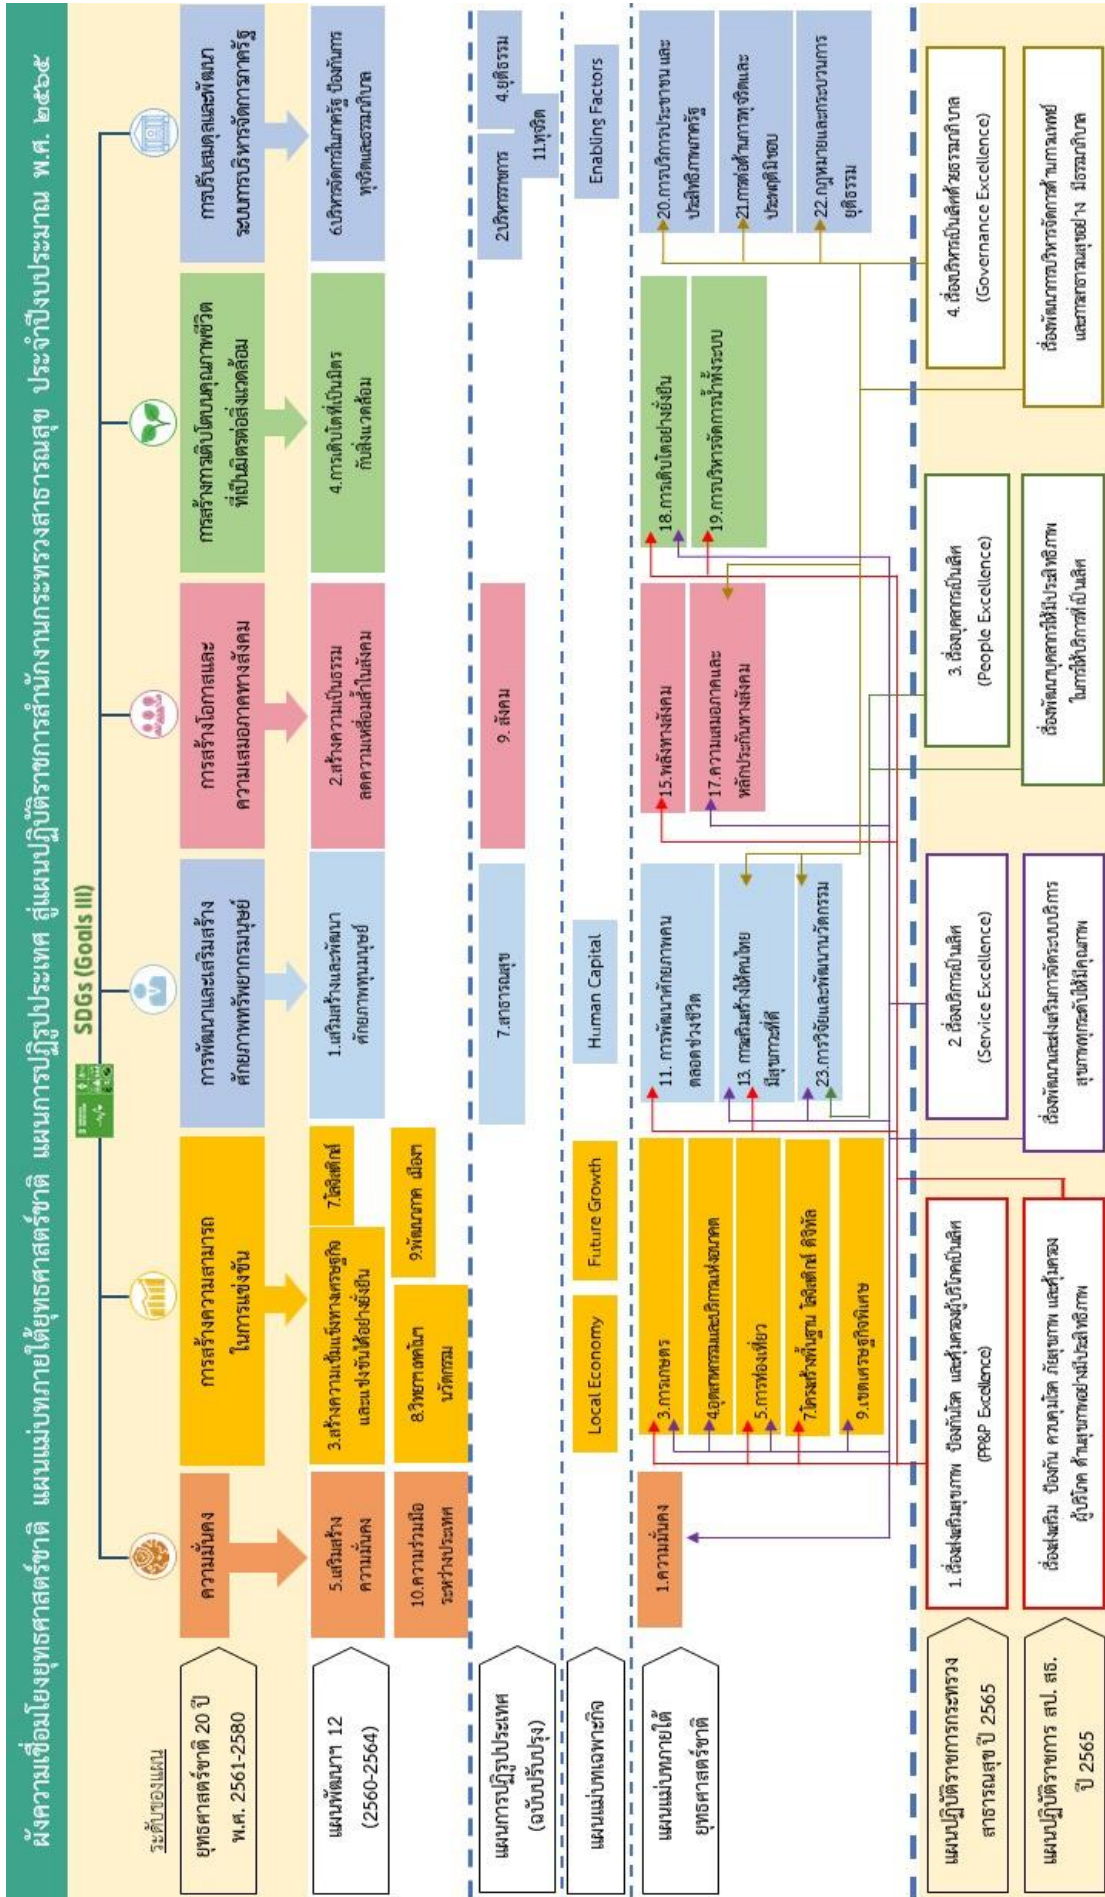 ผังความเชื่อมโยงยุทธศาสตร์ชาติ แผนแม่บทภายใต้ยุทธศาสตร์ชาติ แผนการปฏิรูปประเทศ สู่แผนปฏิบัติราชการสำนักงานกระทรวงสาธารณสุข ประจำปีงบประมาณ พ.ศ. ๒๕๖๕
SDGs (Goals III)
ระดับของแผน
ยุทธศาสตร์ชาติ 20 ปี
พ.ศ. 2561-2580
ความมั่นคง
การสร้างความสามารถ
ในการแข่งขัน
การพัฒนาและเสริมสร้าง
ศักยภาพทรัพยากรมนุษย์
การสร้างโอกาสและ
ความเสมอภาคทางสังคม
การสร้างการเติบโตบนคุณภาพชีวิต
ที่เป็นมิตรต่อสิ่งแวดล้อม
การปรับสมดุลและพัฒนา
ระบบการบริหารจัดการภาครัฐ
แผนพัฒนาฯ 12
(2560-2564)
5.เสริมสร้าง
ความมั่นคง
10.ความร่วมมือ
ระหว่างประเทศ
3.สร้างความเข้มแข็งทางเศรษฐกิจ
และแข่งขันได้อย่างยั่งยืน
7.โลจิสติกส์
8.วิทยาฯเทคโนฯ
นวัตกรรม
9.พัฒนาภาค เมืองฯ
1.เสริมสร้างและพัฒนา
ศักยภาพทุนมนุษย์
2.สร้างความเป็นธรรม
ลดความเหลื่อมล้ำในสังคม
4.การเติบโตที่เป็นมิตร
กับสิ่งแวดล้อม
6.บริหารจัดการในภาครัฐ ป้องกันการ
ทุจริตและธรรมาภิบาล
แผนการปฏิรูปประเทศ
(ฉบับปรับปรุง)
7.สาธารณสุข
9. สังคม
2.บริหารราชการ
4.ยุติธรรม
11.ทุจริต
แผนแม่บทเฉพาะกิจ
Local Economy
Future Growth
Human Capital
Enabling Factors
แผนแม่บทภายใต้
ยุทธศาสตร์ชาติ
1.ความมั่นคง
3.การเกษตร
4.อุตสาหกรรมและบริการแห่งอนาคต
5.การท่องเที่ยว
7.โครงสร้างพื้นฐาน โลจิสติกส์ ดิจิทัล
9.เขตเศรษฐกิจพิเศษ
11. การพัฒนาศักยภาพคน
ตลอดช่วงชีวิต
13. การเสริมสร้างให้คนไทย
มีสุขภาวะที่ดี
23.การวิจัยและพัฒนานวัตกรรม
15.พลังทางสังคม
17.ความเสมอภาคและ
หลักประกันทางสังคม
18.การเติบโตอย่างยั่งยืน
19.การบริหารจัดการน้ำทั้งระบบ
20.การบริการประชาชน และ
ประสิทธิภาพภาครัฐ
21.การต่อต้านการทุจริตและ
ประพฤติมิชอบ
22.กฎหมายและกระบวนการ
ยุติธรรม
แผนปฏิบัติราชการกระทรวง
สาธารณสุข ปี 2565
1. เรื่องส่งเสริมสุขภาพ ป้องกันโรค และคุ้มครองผู้บริโภคเป็นเลิศ
(PP&P Excellence)
2. เรื่องบริการเป็นเลิศ
(Service Excellence)
3. เรื่องบุคลากรเป็นเลิศ
(People Excellence)
4. เรื่องบริหารเป็นเลิศด้วยธรรมาภิบาล
(Governance Excellence)
แผนปฏิบัติราชการ สป. สธ.
ปี 2565
เรื่องส่งเสริม ป้องกัน ควบคุมโรค ภัยสุขภาพ และคุ้มครอง
ผู้บริโภค ด้านสุขภาพอย่างมีประสิทธิภาพ
เรื่องพัฒนาและส่งเสริมการจัดระบบบริการ
สุขภาพทุกระดับให้มีคุณภาพ
เรื่องพัฒนาบุคลากรให้มีประสิทธิภาพ
ในการให้บริการที่เป็นเลิศ
เรื่องพัฒนาการบริหารจัดการด้านการแพทย์
และการสาธารณสุขอย่าง มีธรรมาภิบาล